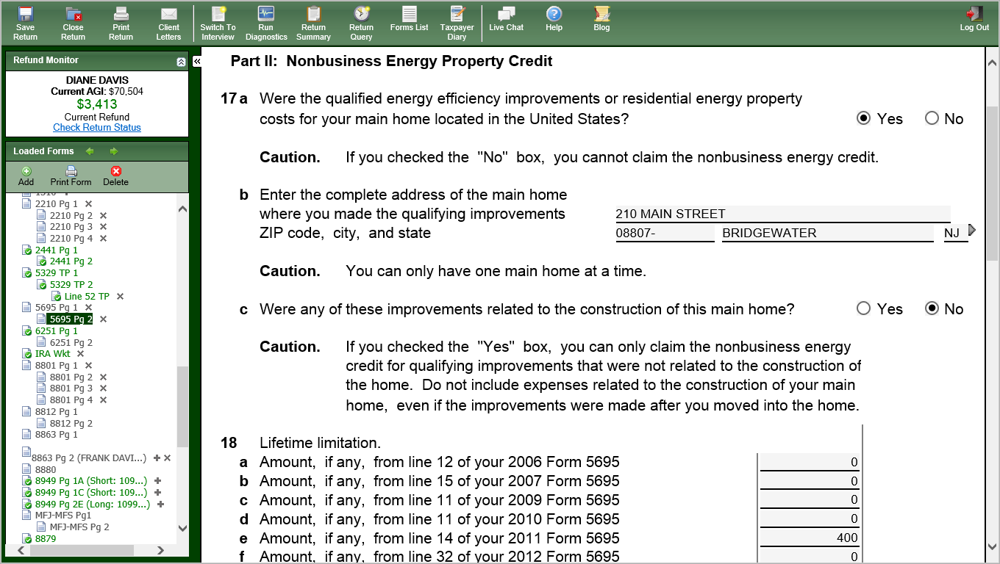 Save Return
Close Return
Print Return
Client Letters
Switch To Interview
Run Diagnostics
Return Summary
Return Query
Forms List
Taxpayer Diary
Live Chat
Help
Blog
Log Out
Refund Monitor
DIANE DAVIS
Current AGI: $70,504
$3,413
Current Refund
Check Return Status
Loaded Forms
Add
Print Form
Delete
2210 Pg 1
2210 Pg 2
2210 Pg 3
2210 Pg 4
2441 Pg 1
2441 Pg 2
5329 TP 1
5329 TP 2
Line 52 TP
5695 Pg 1
5695 Pg 2
6251 Pg 1
6251 Pg 2
IRA Wkt
8801 Pg 1
8801 Pg 2
8801 Pg 3
8801 Pg 4
8812 Pg 1
8812 Pg 2
8863 Pg 1
8863 Pg 2 (FRANK DAVI...)
8880
8949 Pg 1A (Short: 109...)
8949 Pg 1C (Short: 109...)
8949 Pg 2E (Long: 1099...)
MFJ-MFS Pg1
MFJ-MFS Pg 2
8879
Part II: Nonbusiness Energy Property Credit
17 a Were the qualified energy efficiency improvements or residential energy property
costs for your main home located in the United States? Yes No
Caution. If you checked the "No" box, you cannot claim the nonbusiness energy credit.
b Enter the complete address of the main home
where you made the qualifying improvements 210 MAIN STREET
ZIP code, city, and state 08807- BRIDGEWATER NJ
Caution. You can only have one main home at a time.
c Were any of these improvements related to the construction of this main home? Yes No
Caution. If you checked the "Yes" box, you can only claim the nonbusiness energy
credit for qualifying improvements that were not related to the construction of
the home. Do not include expenses related to the construction of your main
home, even if the improvements were made after you moved into the home.
18 Lifetime limitation.
a Amount, if any, from line 12 of your 2006 Form 5695 0
b Amount, if any, from line 15 of your 2007 Form 5695 0
c Amount, if any, from line 11 of your 2009 Form 5695 0
d Amount, if any, from line 11 of your 2010 Form 5695 0
e Amount, if any, from line 14 of your 2011 Form 5695 400
f Amount, if any, from line 32 of your 2012 Form 5695 0